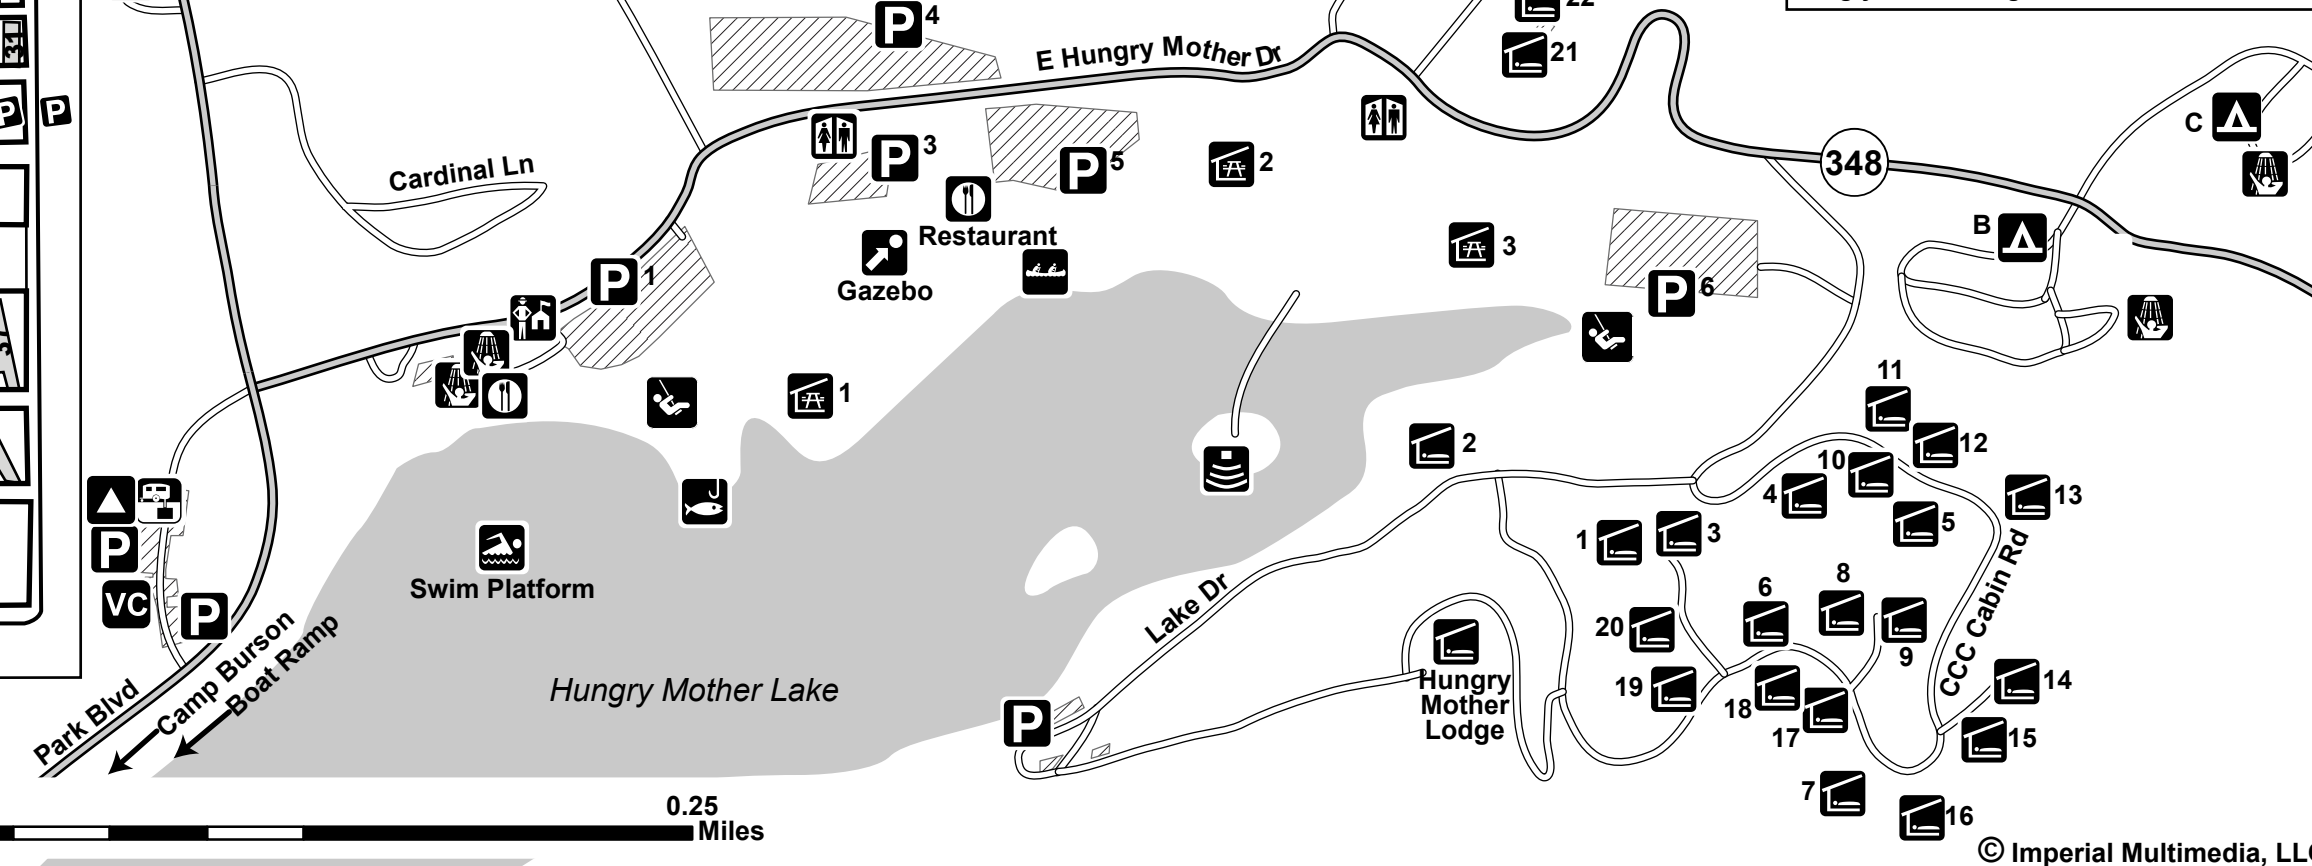 4
22
21
E Hungry Mother Dr
31
P
P
C
3
5
2
348
Cardinal Ln
P
P
P
P
Restaurant
B
3
Gazebo
P
1
P
6
1
11
2
12
10
4
13
5
1
3
P
Swim Platform
VC
P
Lake Dr
6
8
CCC Cabin Rd
20
9
Hungry Mother Lake
Hungry
Mother
Lodge
19
18
14
17
15
P
Park Blvd
Camp Burson
Boat Ramp
7
16
0.25
Miles
© Imperial Multimedia, LLC